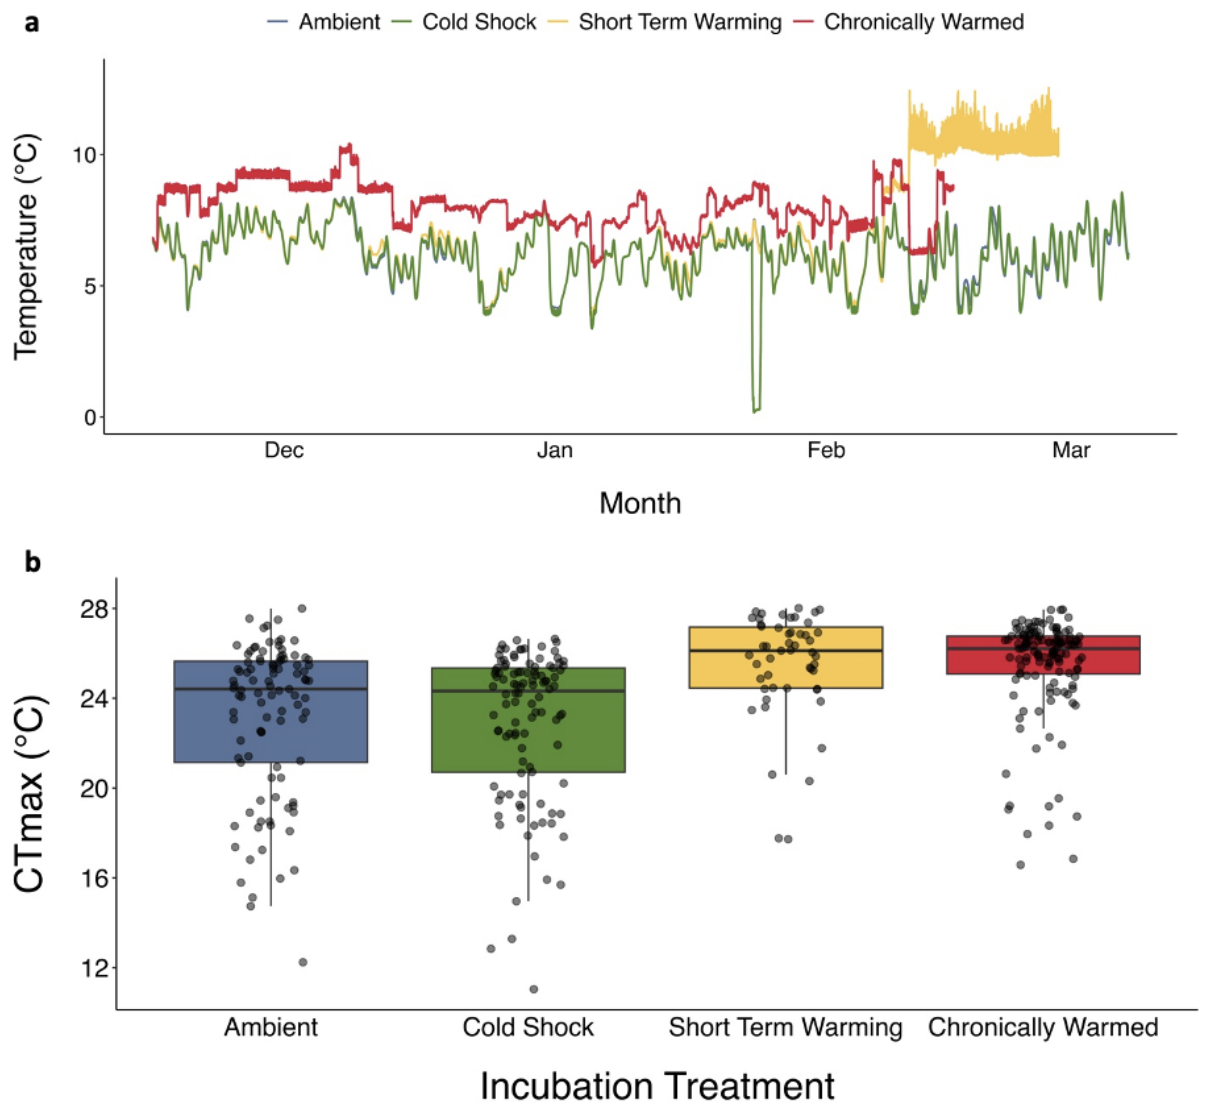 a
Ambient Cold Shock Short Term Warming Chronically Warmed
Temperature (°C)
10
5
0
Dec Jan Feb Mar
Month
b
CTmax (°C)
28
24
20
16
12
Ambient Cold Shock Short Term Warming Chronically Warmed
Incubation Treatment